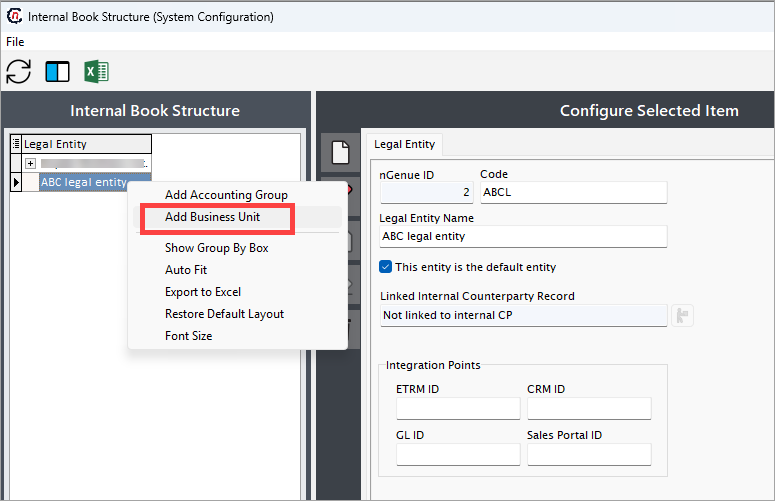 Internal Book Structure (System Configuration)
File
Internal Book Structure
Configure Selected Item
Legal Entity
ABC legal entity
Add Accounting Group
Add Business Unit
Show Group By Box
Auto Fit
Export to Excel
Restore Default Layout
Font Size
Legal Entity
nGenue ID
Code
2
ABCL
Legal Entity Name
ABC legal entity
This entity is the default entity
Linked Internal Counterparty Record
Not linked to internal CP
Integration Points
ETRM ID
CRM ID
GL ID
Sales Portal ID